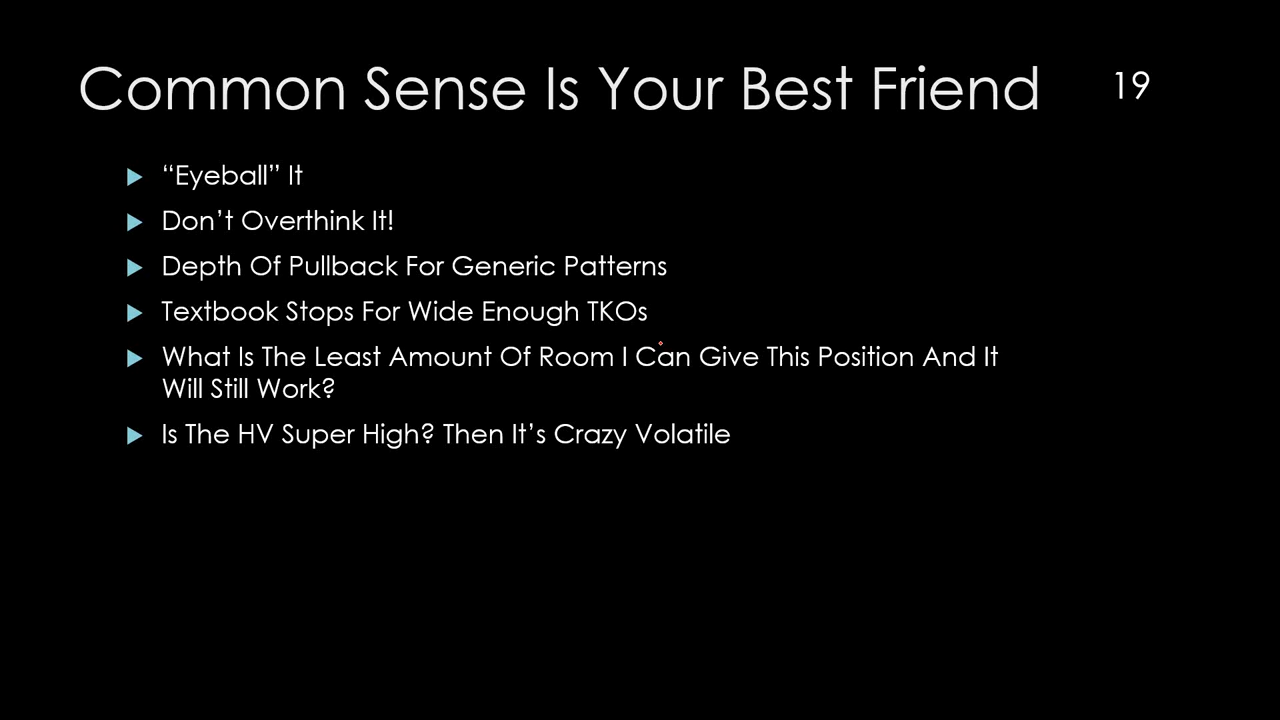 Common Sense Is Your Best Friend
19
“Eyeball” It
Don’t Overthink It!
Depth Of Pullback For Generic Patterns
Textbook Stops For Wide Enough TKOs
What Is The Least Amount Of Room I Can Give This Position And It
Will Still Work?
Is The HV Super High? Then It’s Crazy Volatile